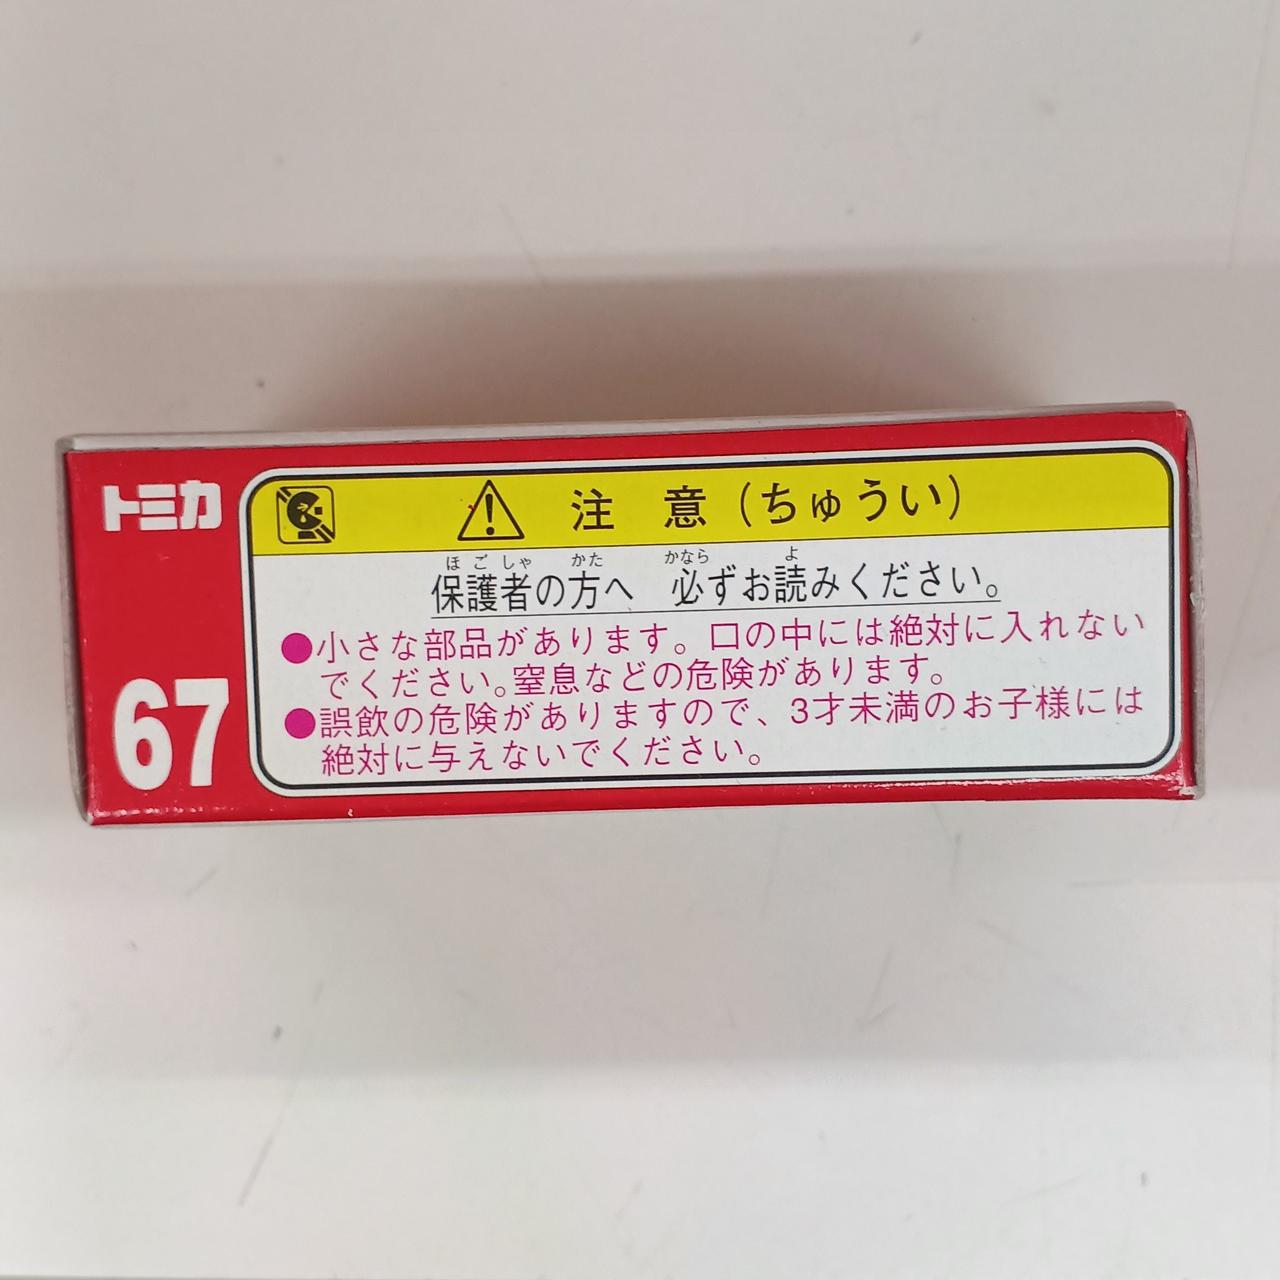 トミカ
67
注 意（ちゅうい）
ほごしゃ かた かなら よ
保護者の方へ 必ずお読みください。
●小さな部品があります。口の中には絶対に入れない
でください。窒息などの危険があります。
●誤飲の危険がありますので、3才未満のお子様には
絶対に与えないでください。